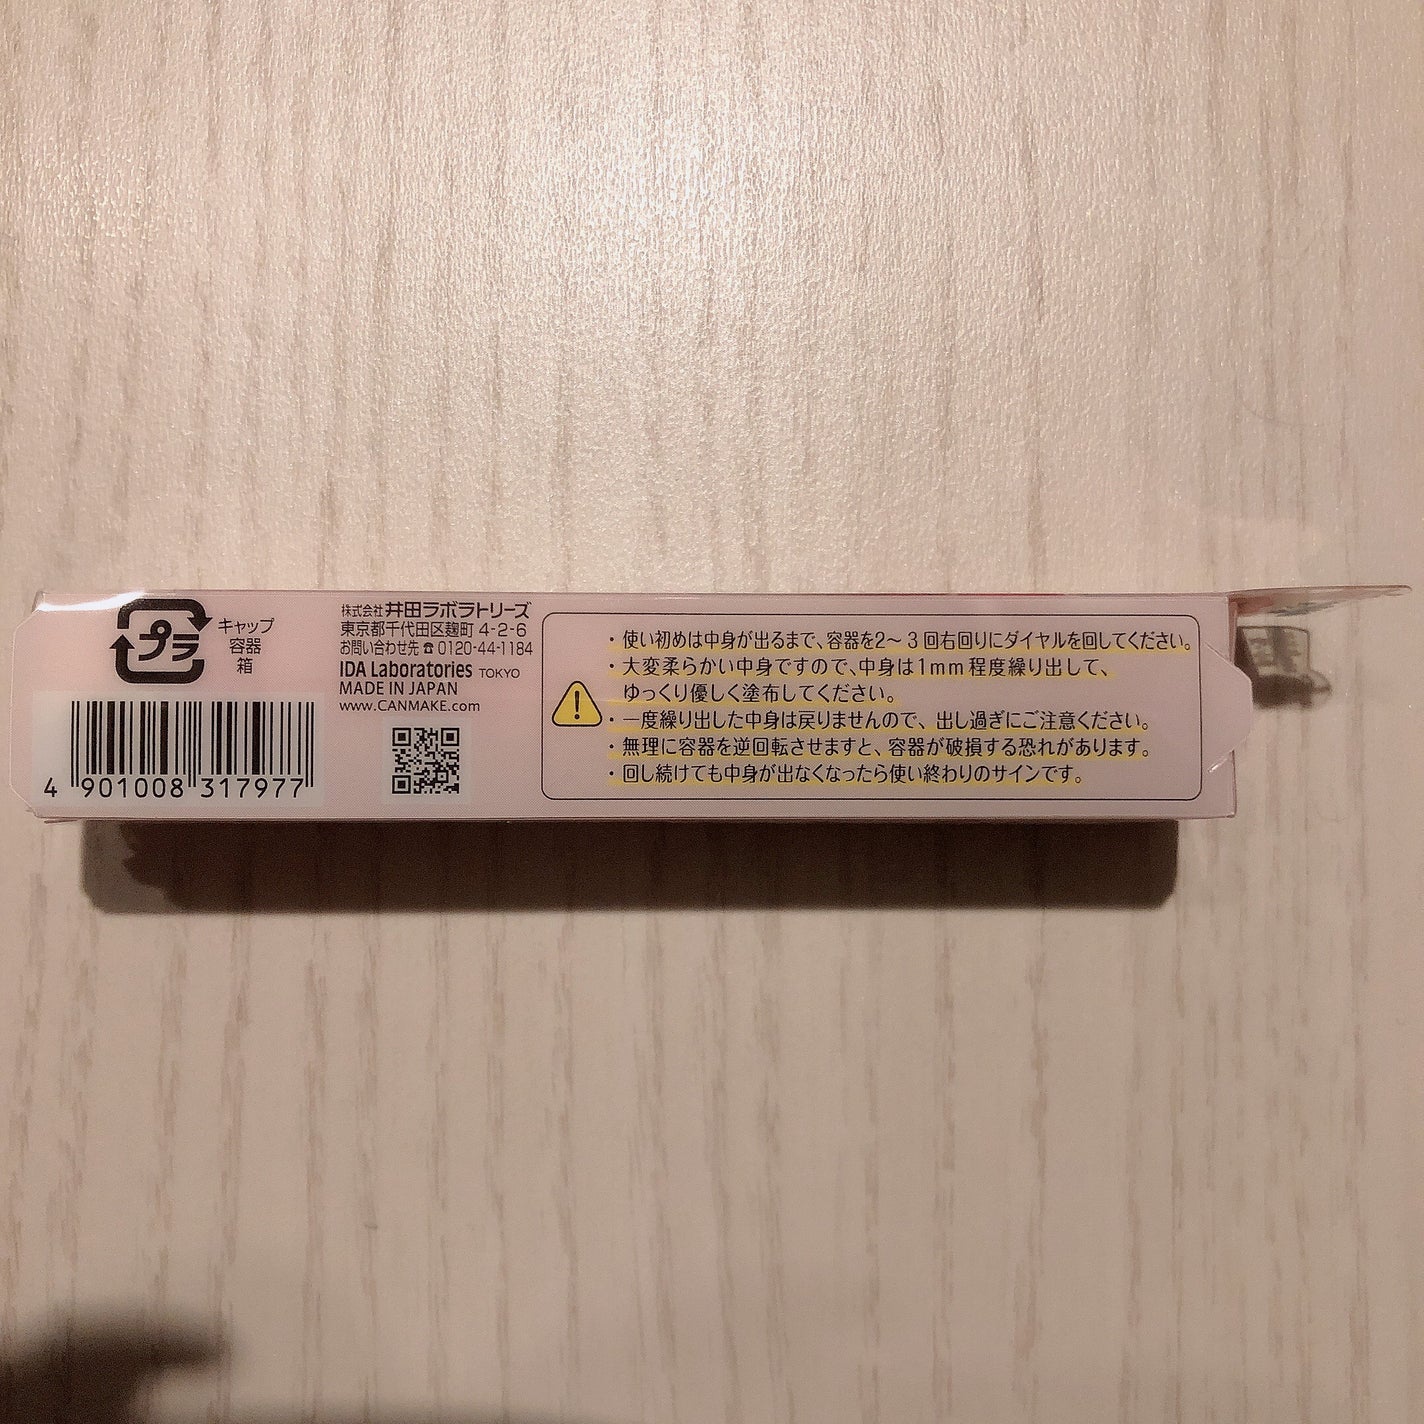 プラ
キャップ
容器
箱
4 901008 317977
株式会社 井田ラボラトリーズ
東京都千代田区麹町 4-2-6
お問い合わせ先 ☎ 0120-44-1184
IDA Laboratories TOKYO
MADE IN JAPAN
www.CANMAKE.com
・使い初めは中身が出るまで、容器を2〜3回右回りにダイヤルを回してください。
・大変柔らかい中身ですので、中身は1mm程度繰り出して、
ゆっくり優しく塗布してください。
・一度繰り出した中身は戻りませんので、出し過ぎにご注意ください。
・無理に容器を逆回転させますと、容器が破損する恐れがあります。
・回し続けても中身が出なくなったら使い終わりのサインです。